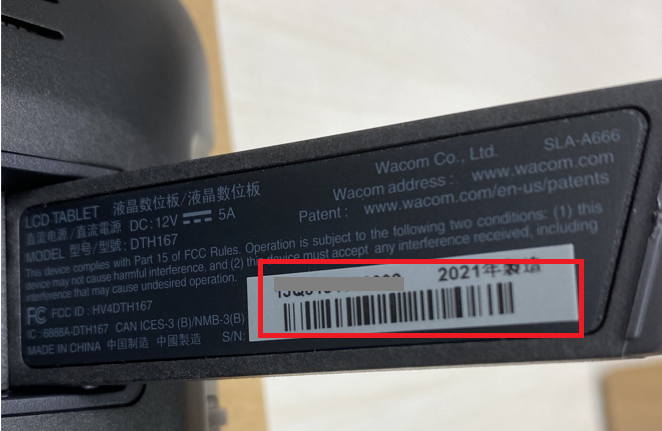 SLA-A666
Wacom Co., Ltd.
Wacom address : www.wacom.com
Patent : www.wacom.com/en-us/patents
LCD TABLET 液晶数位板/液晶數位板
直流电源/直流電源 DC: 12V 5A
MODEL 型号/型號: DTH167
This device complies with Part 15 of FCC Rules. Operation is subject to the following two conditions: (1) this
device may not cause harmful interference, and (2) this device must accept any interference received, including
interference that may cause undesired operation.
FC FCC ID : HV4DTH167
IC : 6888A-DTH167 CAN ICES-3 (B)/NMB-3(B)
MADE IN CHINA 中国制造 中國製造 S/N:
2021年製造